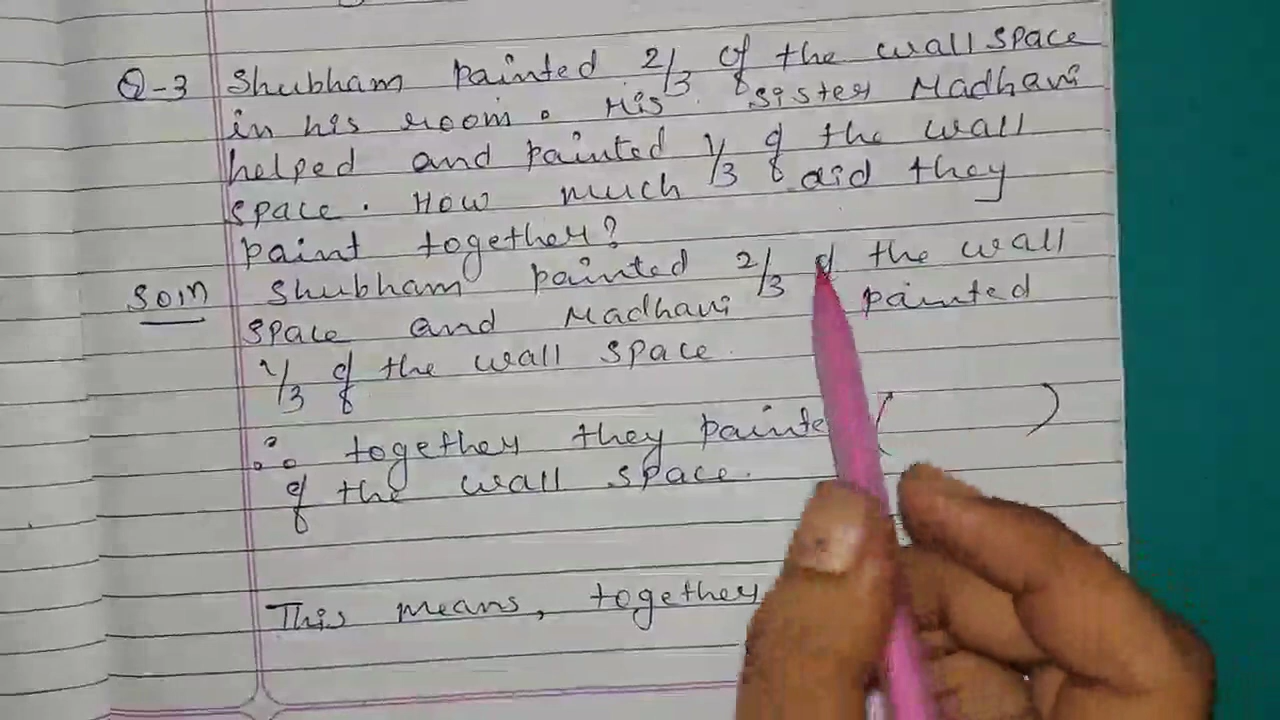 Q-3 Shubham painted 2/3 of the wall space
in his room. His sister Madhavi
helped and painted 1/3 of the wall
space. How much did they
paint together?
Soln Shubham painted 2/3 of the wall
space and Madhavi painted
1/3 of the wall space.
∴ together they painte
of the wall space.
This means, together